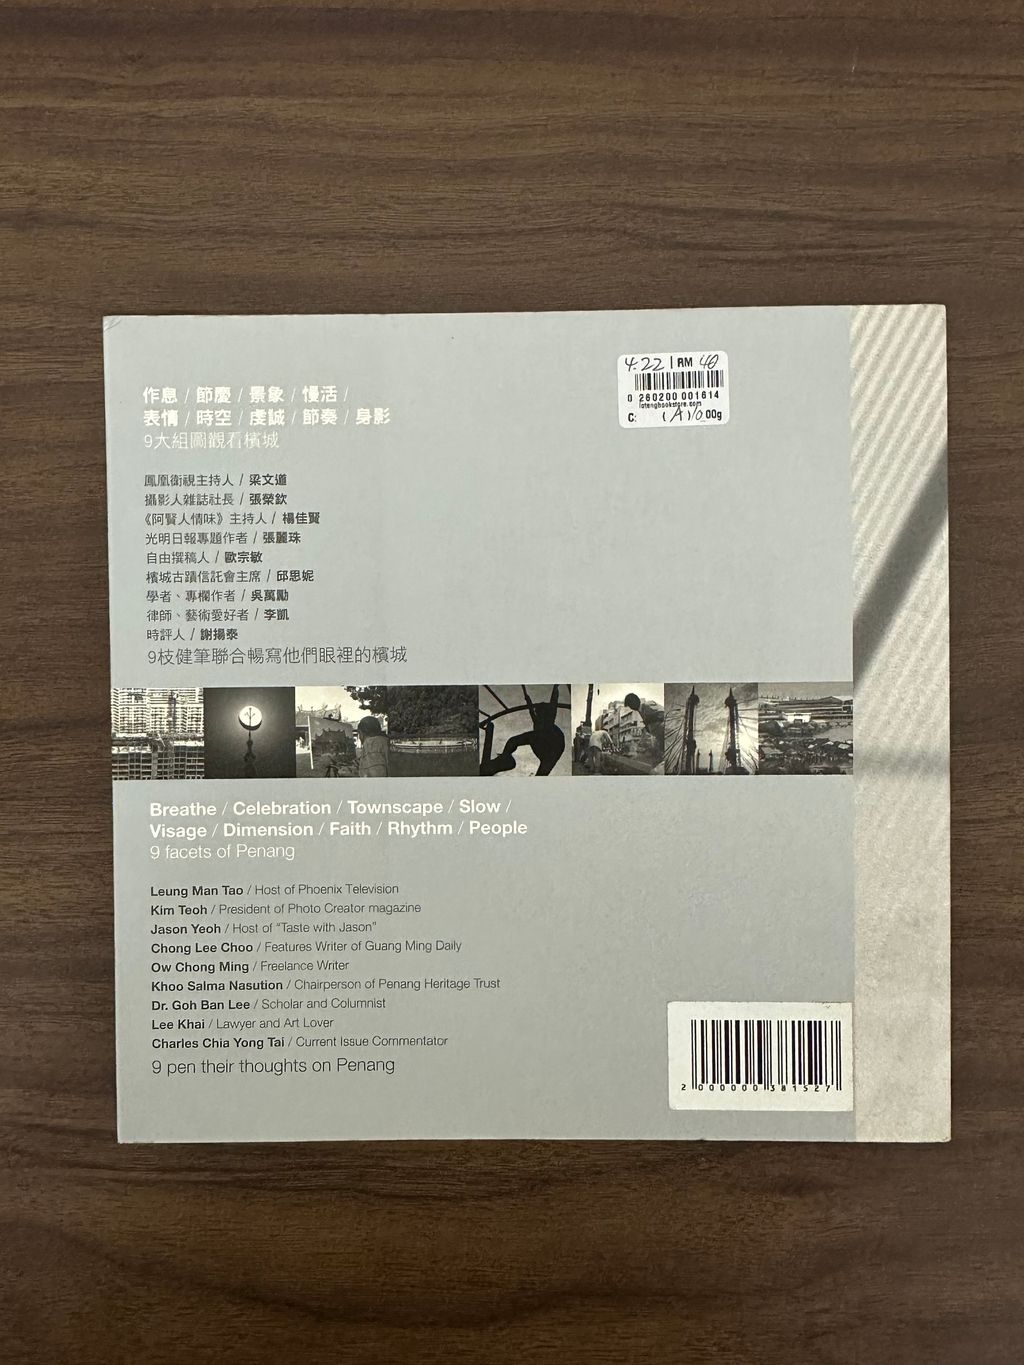 4.22 | RM 40
0 260200 001614
latengbookstore.com
C: 00g
作息 / 節慶 / 景象 / 慢活 /
表情 / 時空 / 虔誠 / 節奏 / 身影
9大組圖觀看檳城
鳳凰衛視主持人 / 梁文道
攝影人雜誌社長 / 張榮欽
《阿賢人情味》主持人 / 楊佳賢
光明日報專題作者 / 張麗珠
自由撰稿人 / 歐宗敏
檳城古蹟信託會主席 / 邱思妮
學者、專欄作者 / 吳萬勵
律師、藝術愛好者 / 李凱
時評人 / 謝揚泰
9枝健筆聯合暢寫他們眼裡的檳城
Breathe / Celebration / Townscape / Slow /
Visage / Dimension / Faith / Rhythm / People
9 facets of Penang
Leung Man Tao / Host of Phoenix Television
Kim Teoh / President of Photo Creator magazine
Jason Yeoh / Host of "Taste with Jason"
Chong Lee Choo / Features Writer of Guang Ming Daily
Ow Chong Ming / Freelance Writer
Khoo Salma Nasution / Chairperson of Penang Heritage Trust
Dr. Goh Ban Lee / Scholar and Columnist
Lee Khai / Lawyer and Art Lover
Charles Chia Yong Tai / Current Issue Commentator
9 pen their thoughts on Penang
2 000000 381527